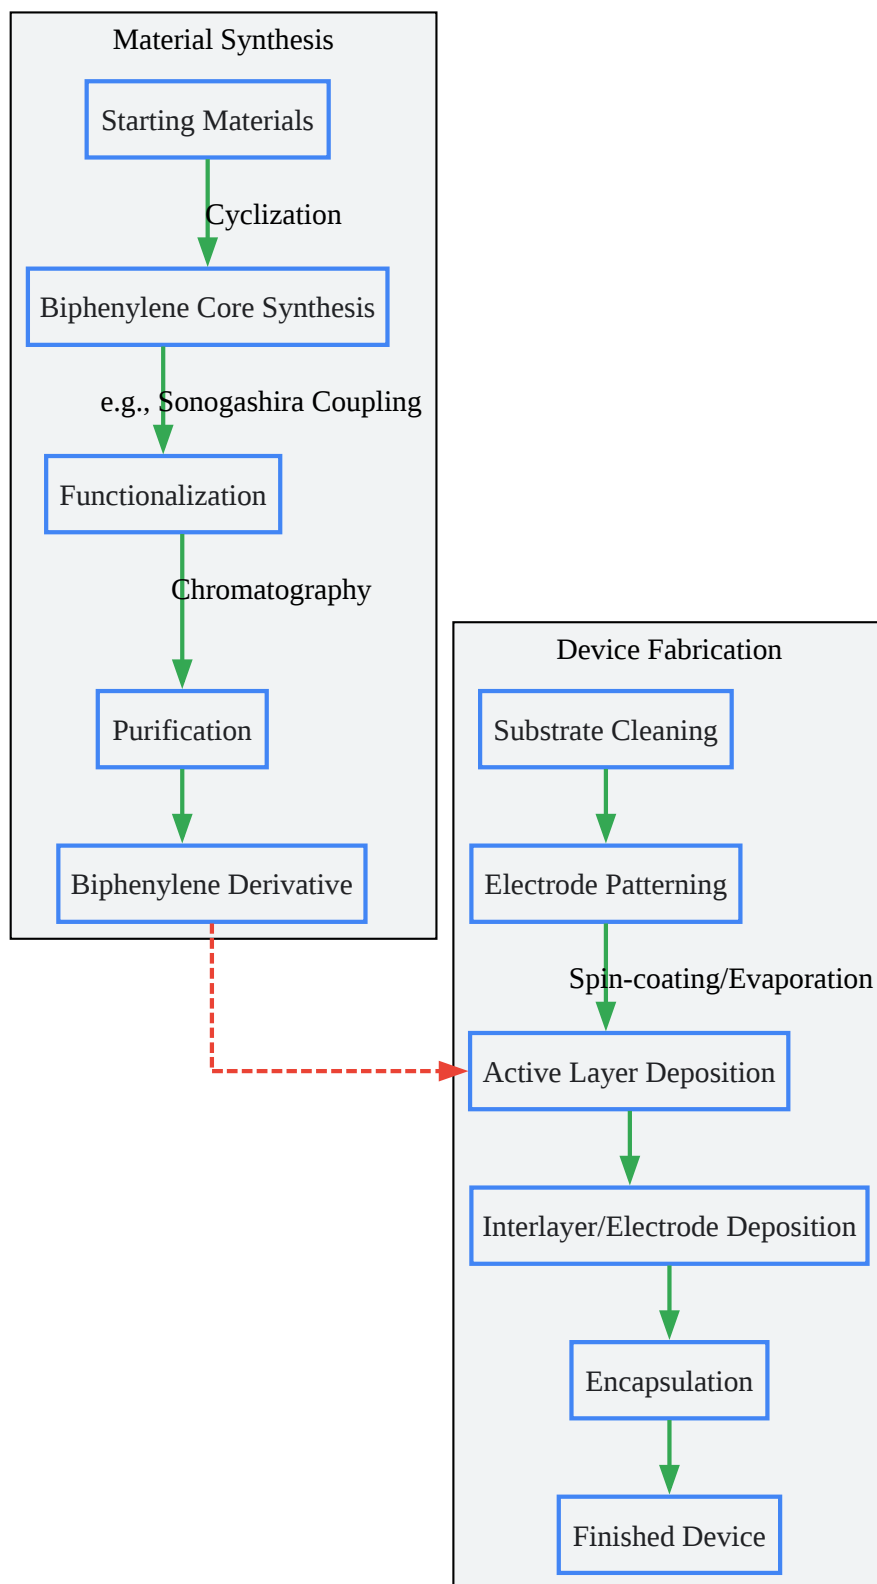 Material Synthesis
Starting Materials
Cyclization
Biphenylene Core Synthesis
e.g., Sonogashira Coupling
Functionalization
Chromatography
Purification
Biphenylene Derivative
Device Fabrication
Substrate Cleaning
Electrode Patterning
Spin-coating/Evaporation
Active Layer Deposition
Interlayer/Electrode Deposition
Encapsulation
Finished Device